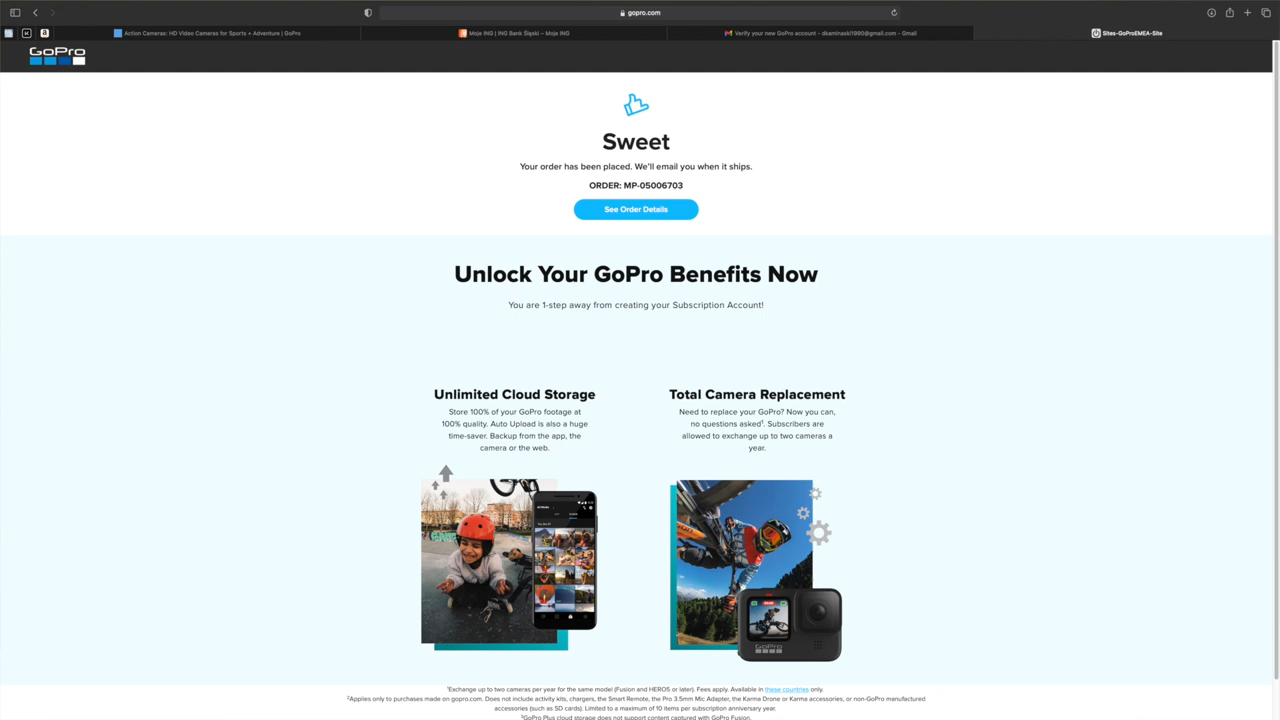 gopro.com
Action Cameras: HD Video Cameras for Sports + Adventure | GoPro
Moje ING | ING Bank Śląski – Moje ING
Verify your new GoPro account - dkaminaski1990@gmail.com - Gmail
Sites-GoProEMEA-Site
GoPro
Sweet
Your order has been placed. We'll email you when it ships.
ORDER: MP-05006703
See Order Details
Unlock Your GoPro Benefits Now
You are 1-step away from creating your Subscription Account!
Unlimited Cloud Storage
Store 100% of your GoPro footage at
100% quality. Auto Upload is also a huge
time-saver. Backup from the app, the
camera or the web.
Total Camera Replacement
Need to replace your GoPro? Now you can,
no questions asked¹. Subscribers are
allowed to exchange up to two cameras a
year.
GoPro
¹Exchange up to two cameras per year for the same model (Fusion and HERO5 or later). Fees apply. Available in these countries only.
²Applies only to purchases made on gopro.com. Does not include activity kits, chargers, the Smart Remote, the Pro 3.5mm Mic Adapter, the Karma Drone or Karma accessories, or non-GoPro manufactured
accessories (such as SD cards). Limited to a maximum of 10 items per subscription anniversary year.
³GoPro Plus cloud storage does not support content captured with GoPro Fusion.